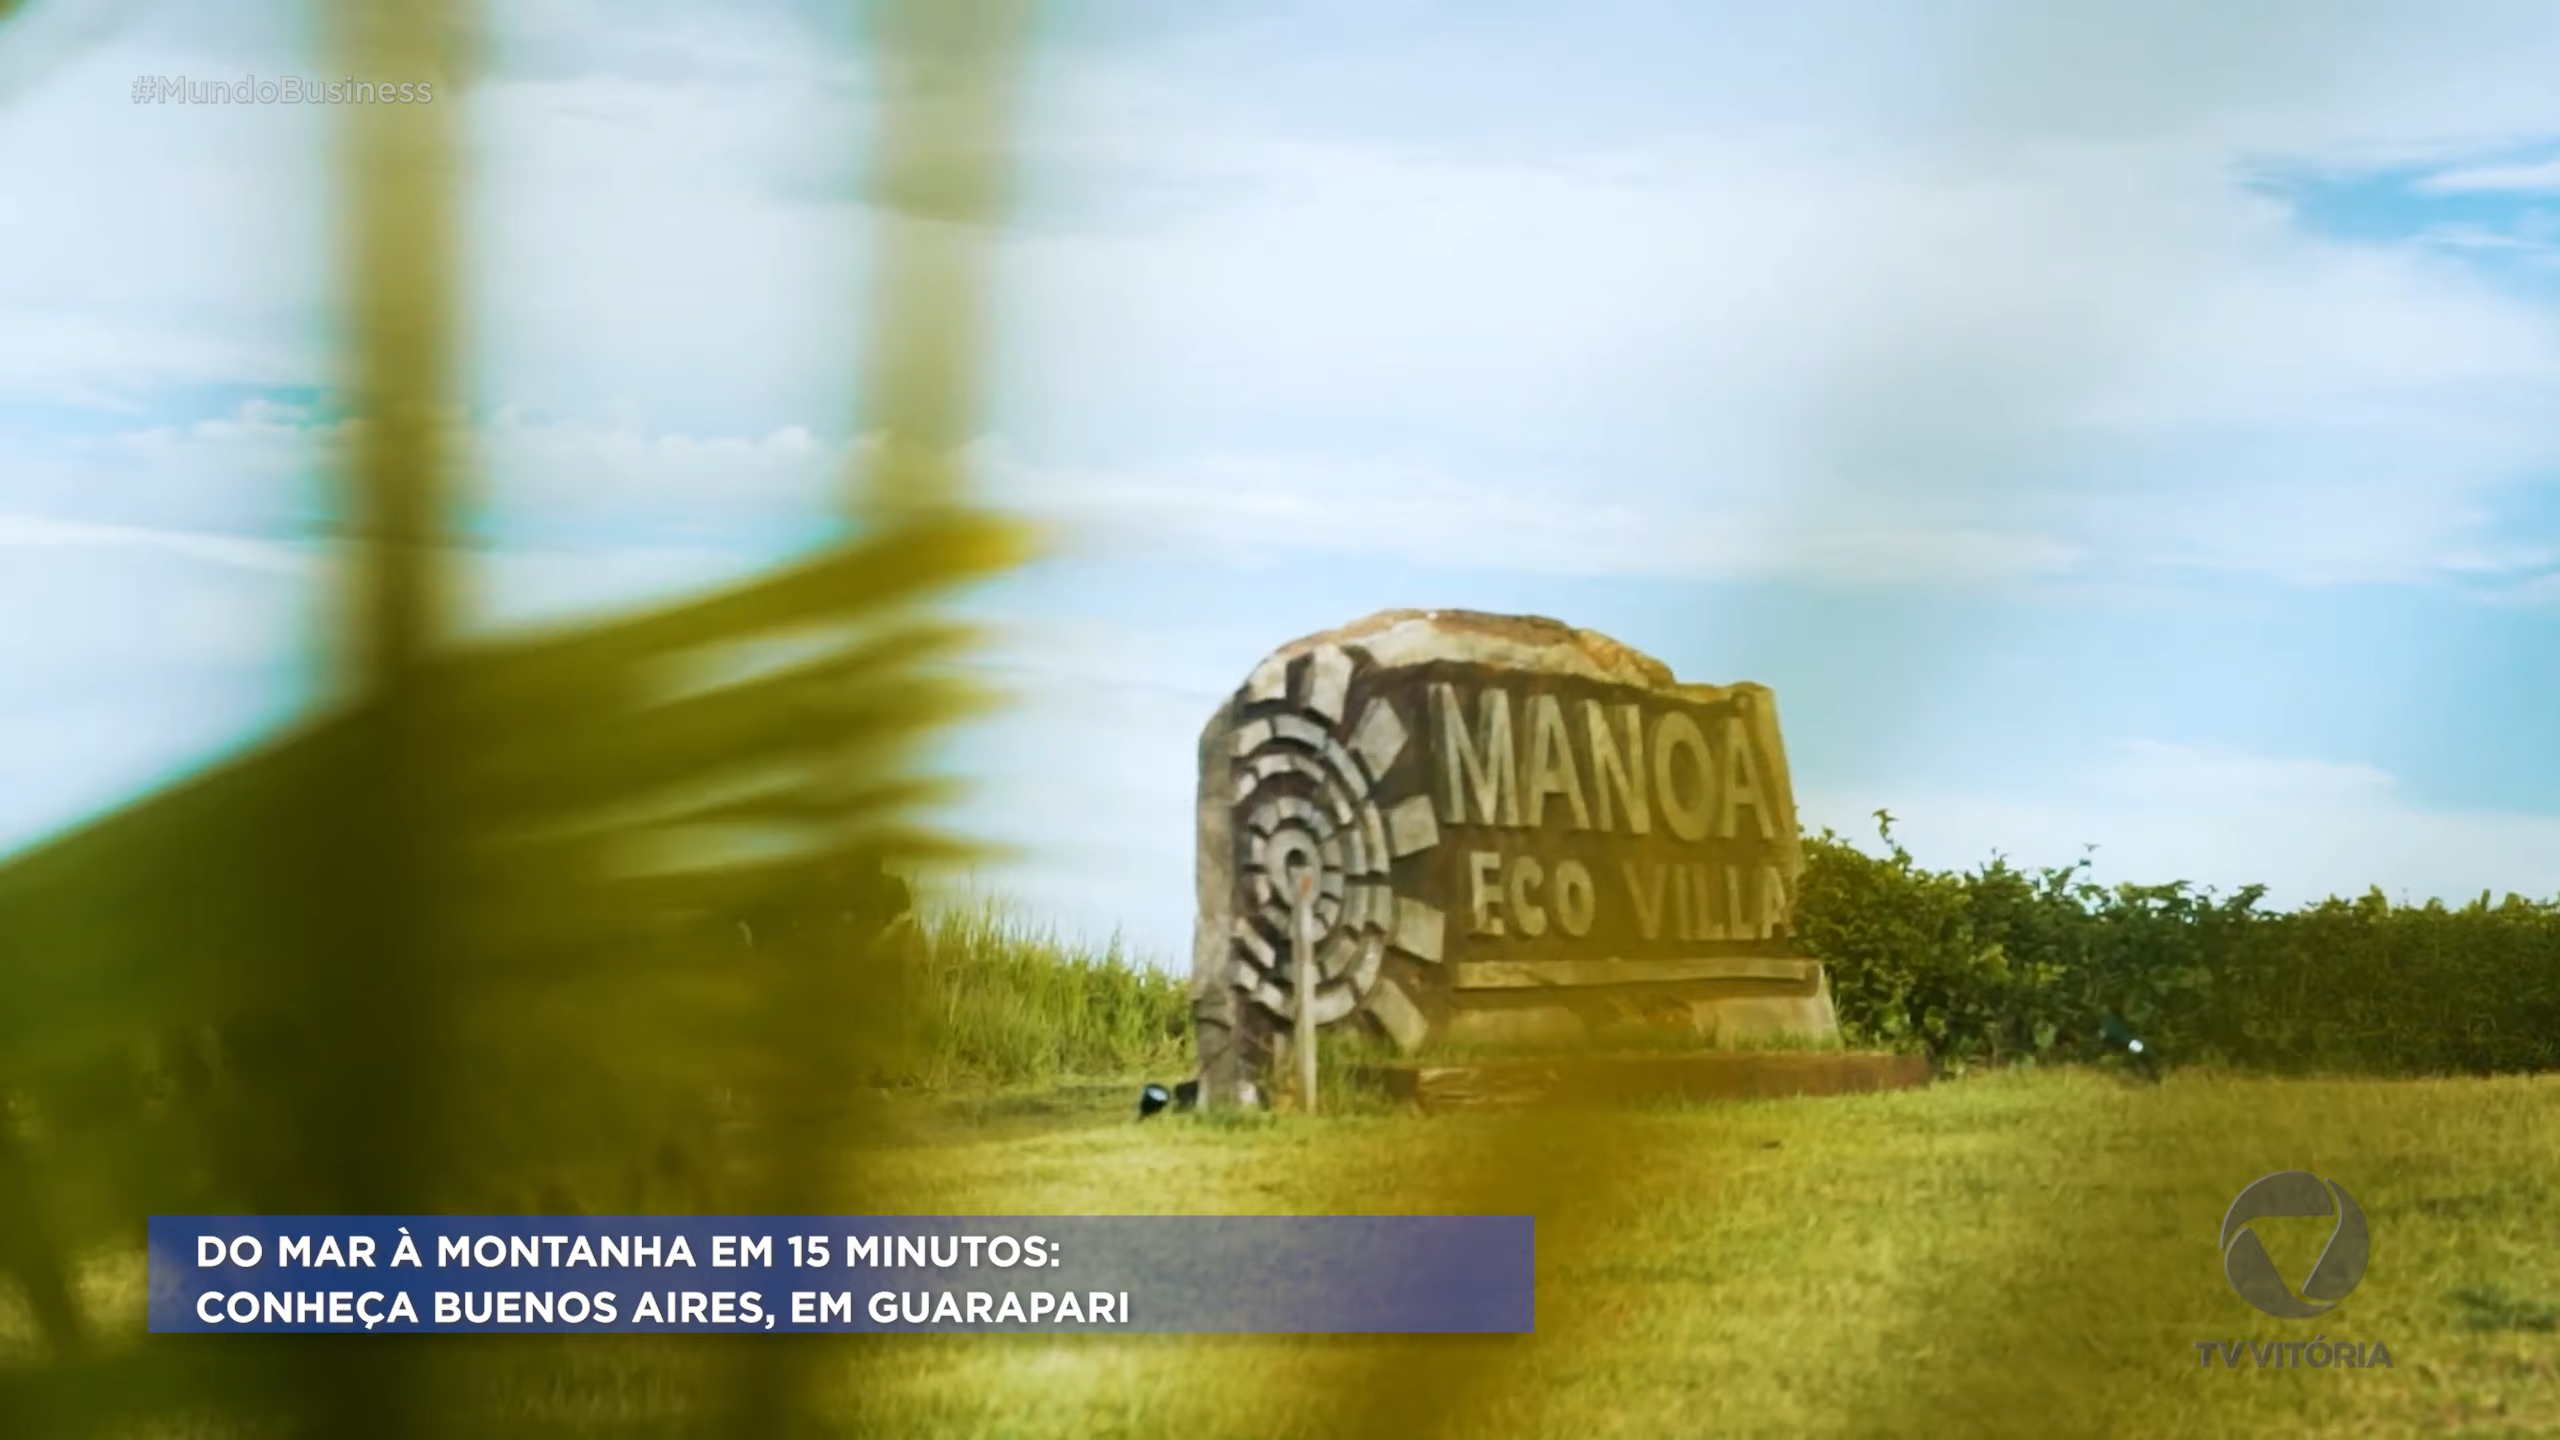 #MundoBusiness
MANOA
ECO VILLA
DO MAR À MONTANHA EM 15 MINUTOS:
CONHEÇA BUENOS AIRES, EM GUARAPARI
TV VITÓRIA